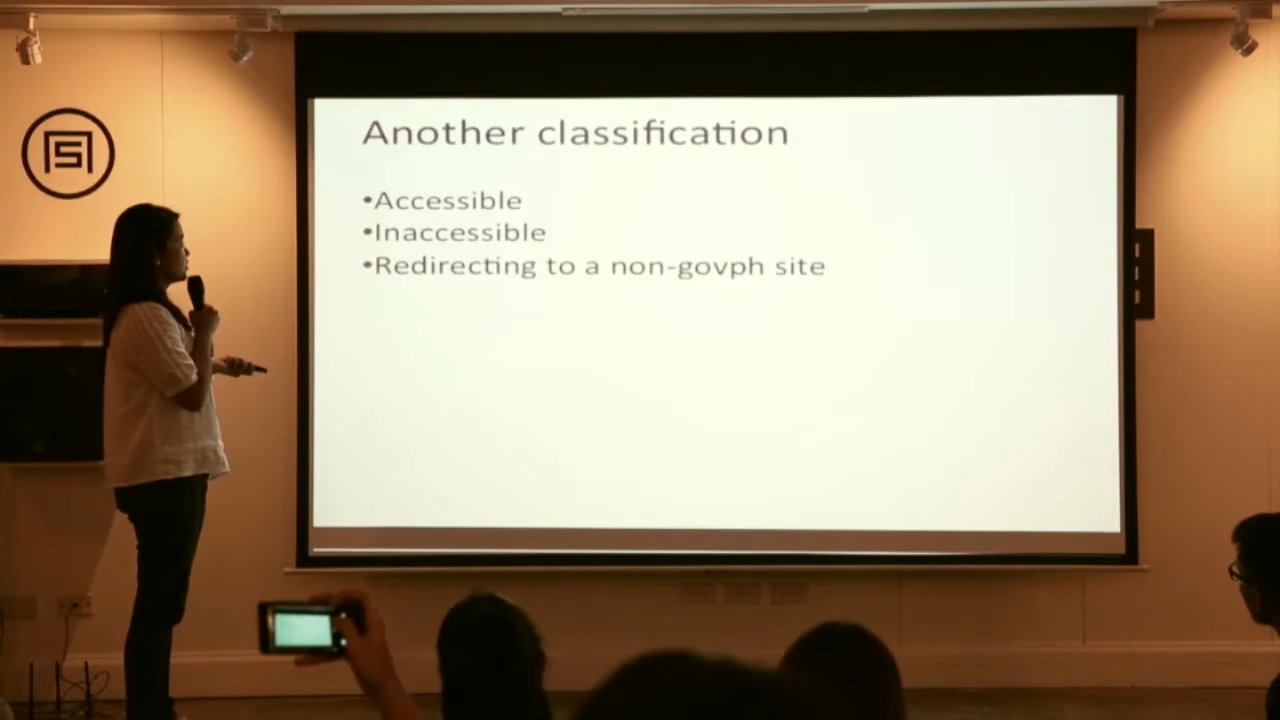 Another classification
•Accessible
•Inaccessible
•Redirecting to a non-govph site